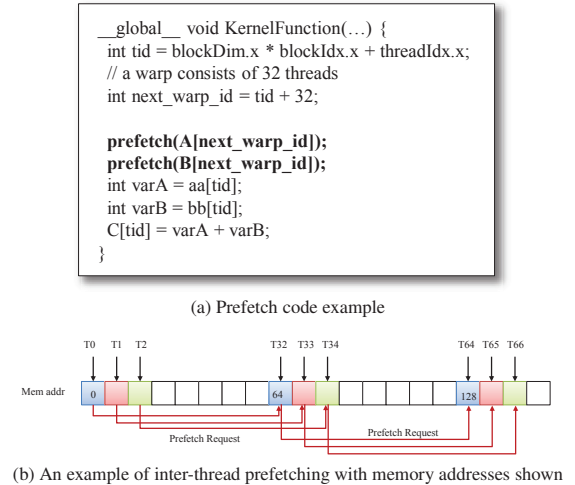 __global__ void KernelFunction(…) {
int tid = blockDim.x * blockIdx.x + threadIdx.x;
// a warp consists of 32 threads
int next_warp_id = tid + 32;
prefetch(A[next_warp_id]);
prefetch(B[next_warp_id]);
int varA = aa[tid];
int varB = bb[tid];
C[tid] = varA + varB;
}
(a) Prefetch code example
T0 T1 T2 T32 T33 T34 T64 T65 T66
Mem addr 0 64 128
Prefetch Request Prefetch Request
(b) An example of inter-thread prefetching with memory addresses shown